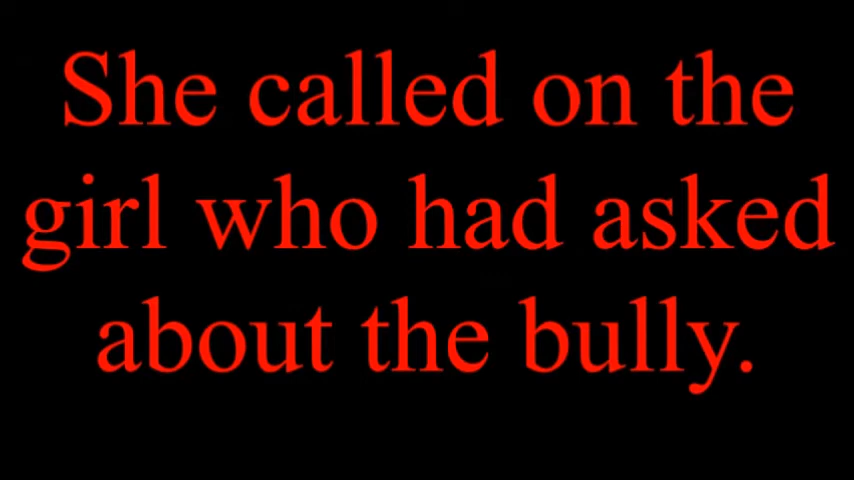 She called on the
girl who had asked
about the bully.